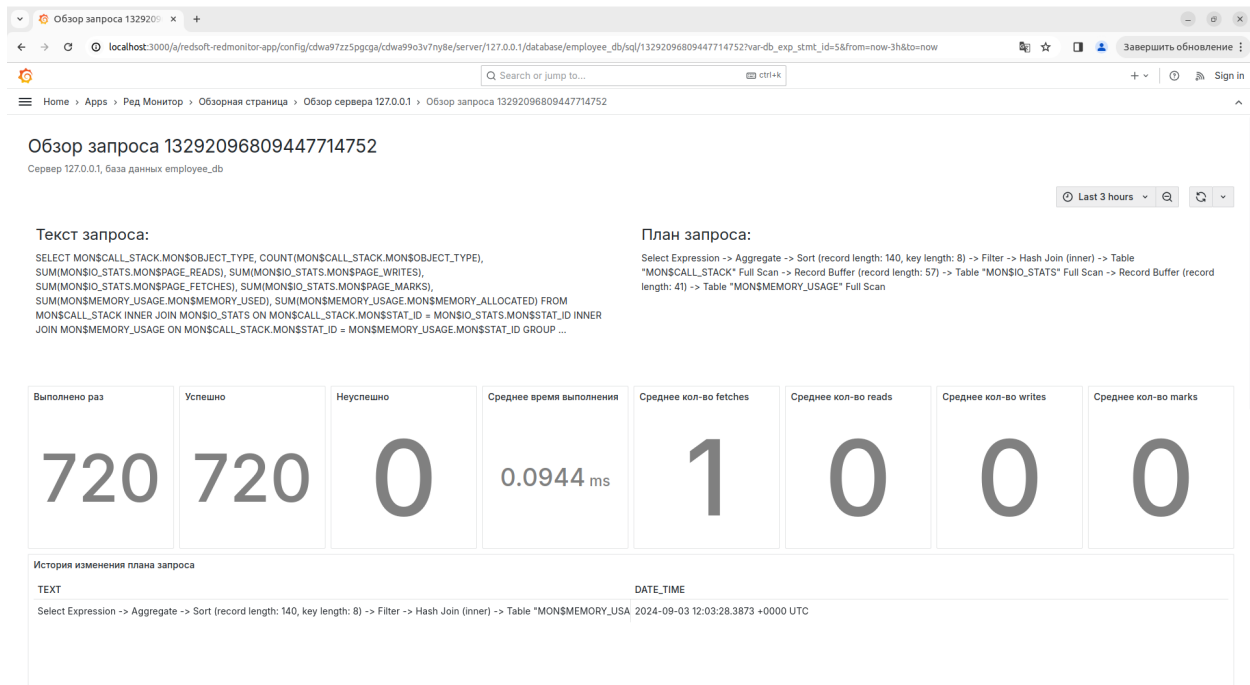 Обзор запроса 1329209
localhost:3000/a/redsoft-redmonitor-app/config/cdwa97zz5pgcga/cdwa99o3v7ny8e/server/127.0.0.1/database/employee_db/sql/13292096809447714752?var-db_exp_stmt_id=5&from=now-3h&to=now
Завершить обновление
Search or jump to...
ctrl+k
Sign in
Home › Apps › Ред Монитор › Обзорная страница › Обзор сервера 127.0.0.1 › Обзор запроса 13292096809447714752
Обзор запроса 13292096809447714752
Сервер 127.0.0.1, база данных employee_db
Last 3 hours
Текст запроса:
SELECT MON$CALL_STACK.MON$OBJECT_TYPE, COUNT(MON$CALL_STACK.MON$OBJECT_TYPE),
SUM(MON$IO_STATS.MON$PAGE_READS), SUM(MON$IO_STATS.MON$PAGE_WRITES),
SUM(MON$IO_STATS.MON$PAGE_FETCHES), SUM(MON$IO_STATS.MON$PAGE_MARKS),
SUM(MON$MEMORY_USAGE.MON$MEMORY_USED), SUM(MON$MEMORY_USAGE.MON$MEMORY_ALLOCATED) FROM
MON$CALL_STACK INNER JOIN MON$IO_STATS ON MON$CALL_STACK.MON$STAT_ID = MON$IO_STATS.MON$STAT_ID INNER
JOIN MON$MEMORY_USAGE ON MON$CALL_STACK.MON$STAT_ID = MON$MEMORY_USAGE.MON$STAT_ID GROUP ...
План запроса:
Select Expression -> Aggregate -> Sort (record length: 140, key length: 8) -> Filter -> Hash Join (inner) -> Table
"MON$CALL_STACK" Full Scan -> Record Buffer (record length: 57) -> Table "MON$IO_STATS" Full Scan -> Record Buffer (record
length: 41) -> Table "MON$MEMORY_USAGE" Full Scan
Выполнено раз
720
Успешно
720
Неуспешно
0
Среднее время выполнения
0.0944 ms
Среднее кол-во fetches
1
Среднее кол-во reads
0
Среднее кол-во writes
0
Среднее кол-во marks
0
История изменения плана запроса
TEXT DATE_TIME
Select Expression -> Aggregate -> Sort (record length: 140, key length: 8) -> Filter -> Hash Join (inner) -> Table "MON$MEMORY_USA 2024-09-03 12:03:28.3873 +0000 UTC